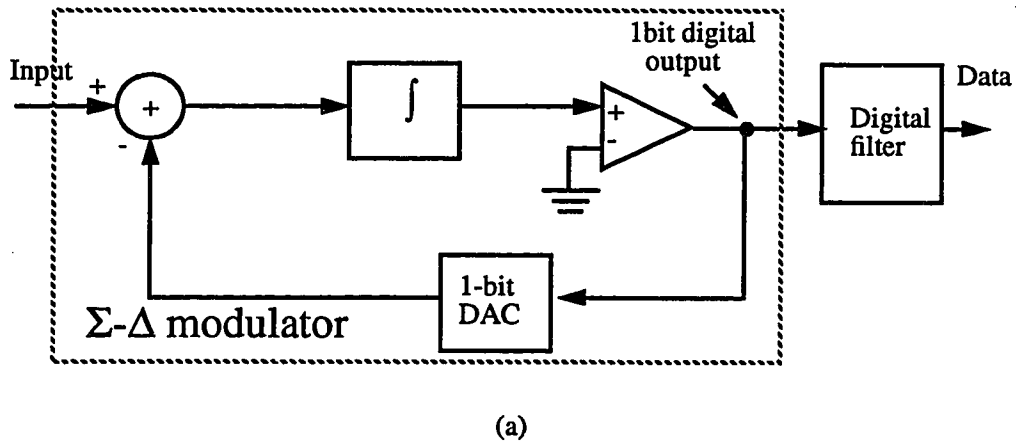 1bit digital
output
Input
+
+
-
∫
+
-
Digital
filter
Data
1-bit
DAC
Σ-Δ modulator
(a)